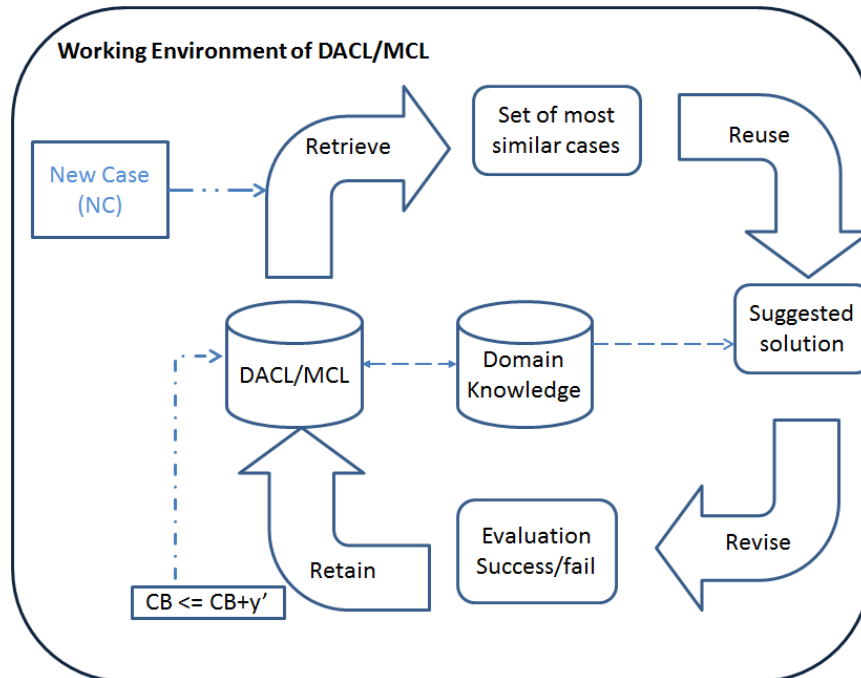 Working Environment of DACL/MCL
New Case
(NC)
Retrieve
Set of most
similar cases
Reuse
DACL/MCL
Domain
Knowledge
Suggested
solution
Retain
Evaluation
Success/fail
Revise
CB <= CB+y’